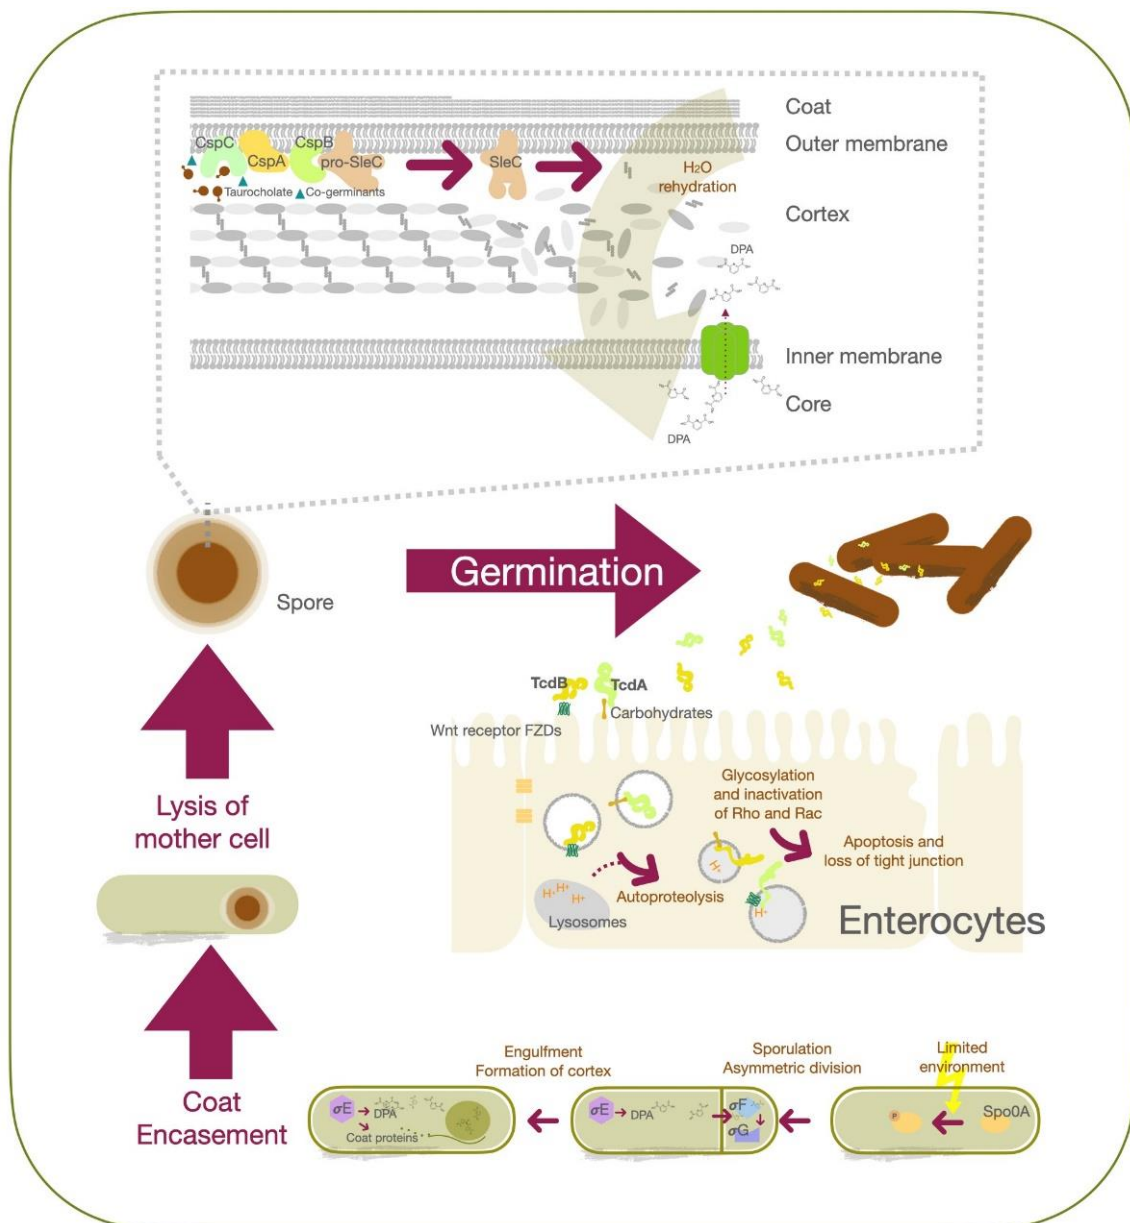 Coat
Outer membrane
CspC
CspA
CspB
pro-SleC
SleC
H₂O
rehydration
Taurocholate
Co-germinants
Cortex
DPA
Inner membrane
Core
DPA
Germination
Spore
TcdB
TcdA
Carbohydrates
Wnt receptor FZDs
Glycosylation
and inactivation
of Rho and Rac
Apoptosis and
loss of tight junction
Autoproteolysis
H+
H+
H+
H+
H+
Lysosomes
Enterocytes
Lysis of
mother cell
Coat
Encasement
Engulfment
Formation of cortex
Sporulation
Asymmetric division
Limited
environment
σE
DPA
Coat proteins
σE
DPA
σF
σG
P
Spo0A